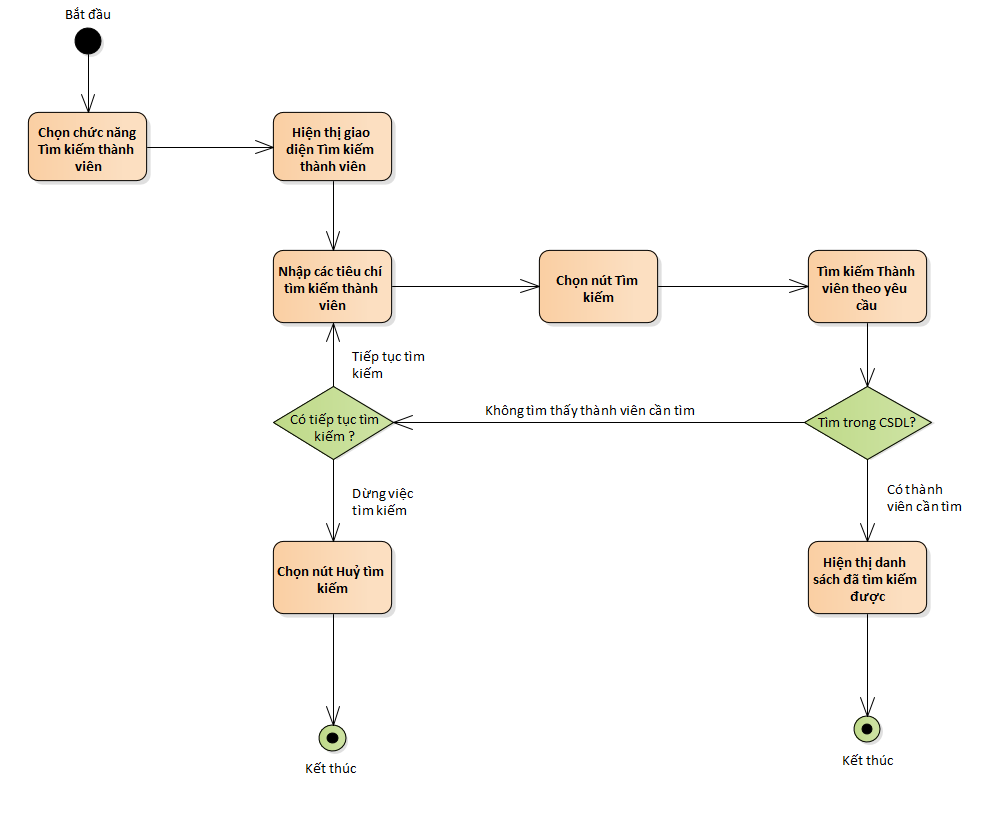 Bắt đầu
Chọn chức năng
Tìm kiếm thành
viên
Hiện thị giao
diện Tìm kiếm
thành viên
Nhập các tiêu chí
tìm kiếm thành
viên
Chọn nút Tìm
kiếm
Tìm kiếm Thành
viên theo yêu
cầu
Tiếp tục tìm
kiếm
Có tiếp tục tìm
kiếm ?
Không tìm thấy thành viên cần tìm
Tìm trong CSDL?
Dừng việc
tìm kiếm
Có thành
viên cần tìm
Chọn nút Huỷ tìm
kiếm
Hiện thị danh
sách đã tìm kiếm
được
Kết thúc
Kết thúc